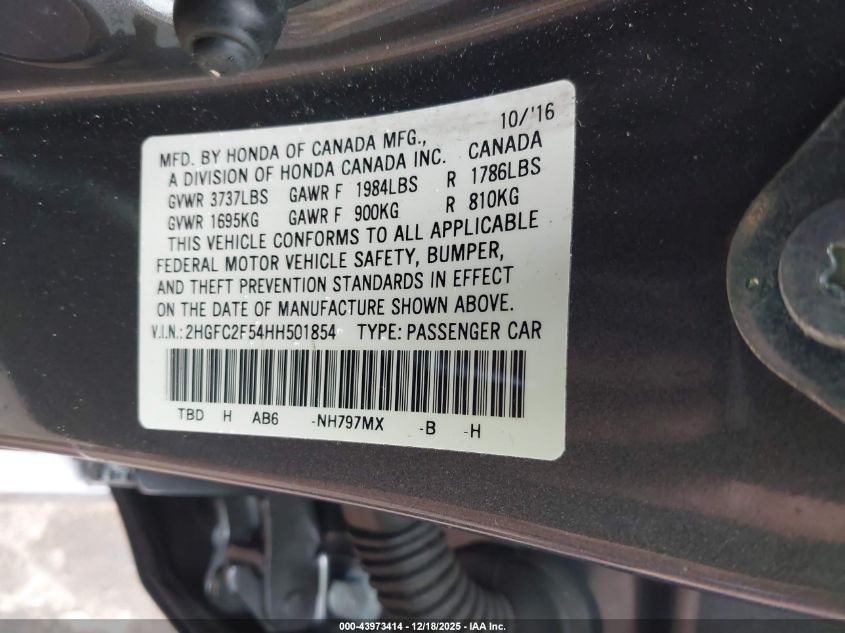 10/'16
MFD. BY HONDA OF CANADA MFG., CANADA
A DIVISION OF HONDA CANADA INC.
GVWR 3737LBS GAWR F 1984LBS R 1786LBS
GVWR 1695KG GAWR F 900KG R 810KG
THIS VEHICLE CONFORMS TO ALL APPLICABLE
FEDERAL MOTOR VEHICLE SAFETY, BUMPER,
AND THEFT PREVENTION STANDARDS IN EFFECT
ON THE DATE OF MANUFACTURE SHOWN ABOVE.
V.I.N.: 2HGFC2F54HH501854 TYPE: PASSENGER CAR
TBD H AB6 -NH797MX -B -H
000-43973414 - 12/18/2025 - IAA Inc.